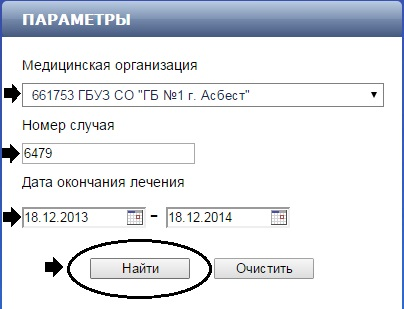 ПАРАМЕТРЫ
Медицинская организация
661753 ГБУЗ СО "ГБ №1 г. Асбест"
Номер случая
6479
Дата окончания лечения
18.12.2013 - 18.12.2014
Найти Очистить